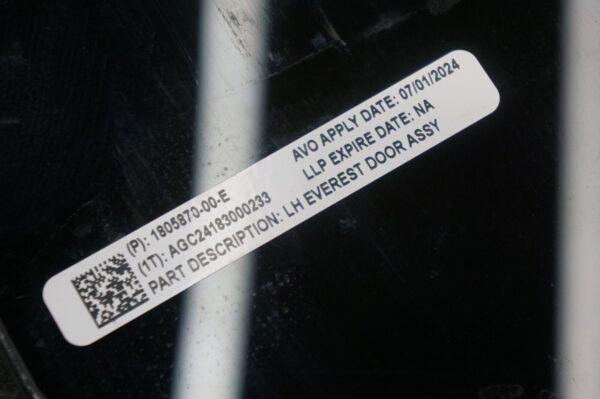 (P): 1805870-00-E
(1T): AGC24183000233
PART DESCRIPTION: LH EVEREST DOOR ASSY
AVO APPLY DATE: 07/01/2024
LLP EXPIRE DATE: NA